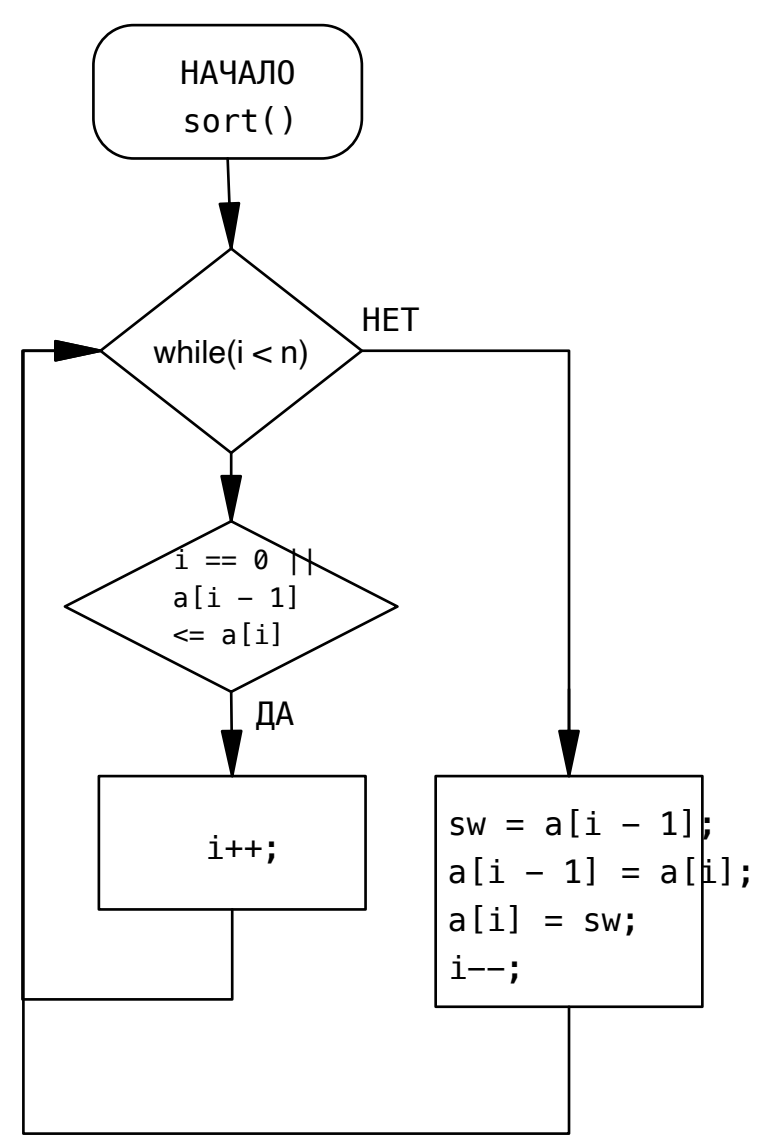 НАЧАЛО
sort()
НЕТ
while(i < n)
i == 0 ||
a[i − 1]
<= a[i]
ДА
i++;
sw = a[i − 1];
a[i − 1] = a[i];
a[i] = sw;
i−−;